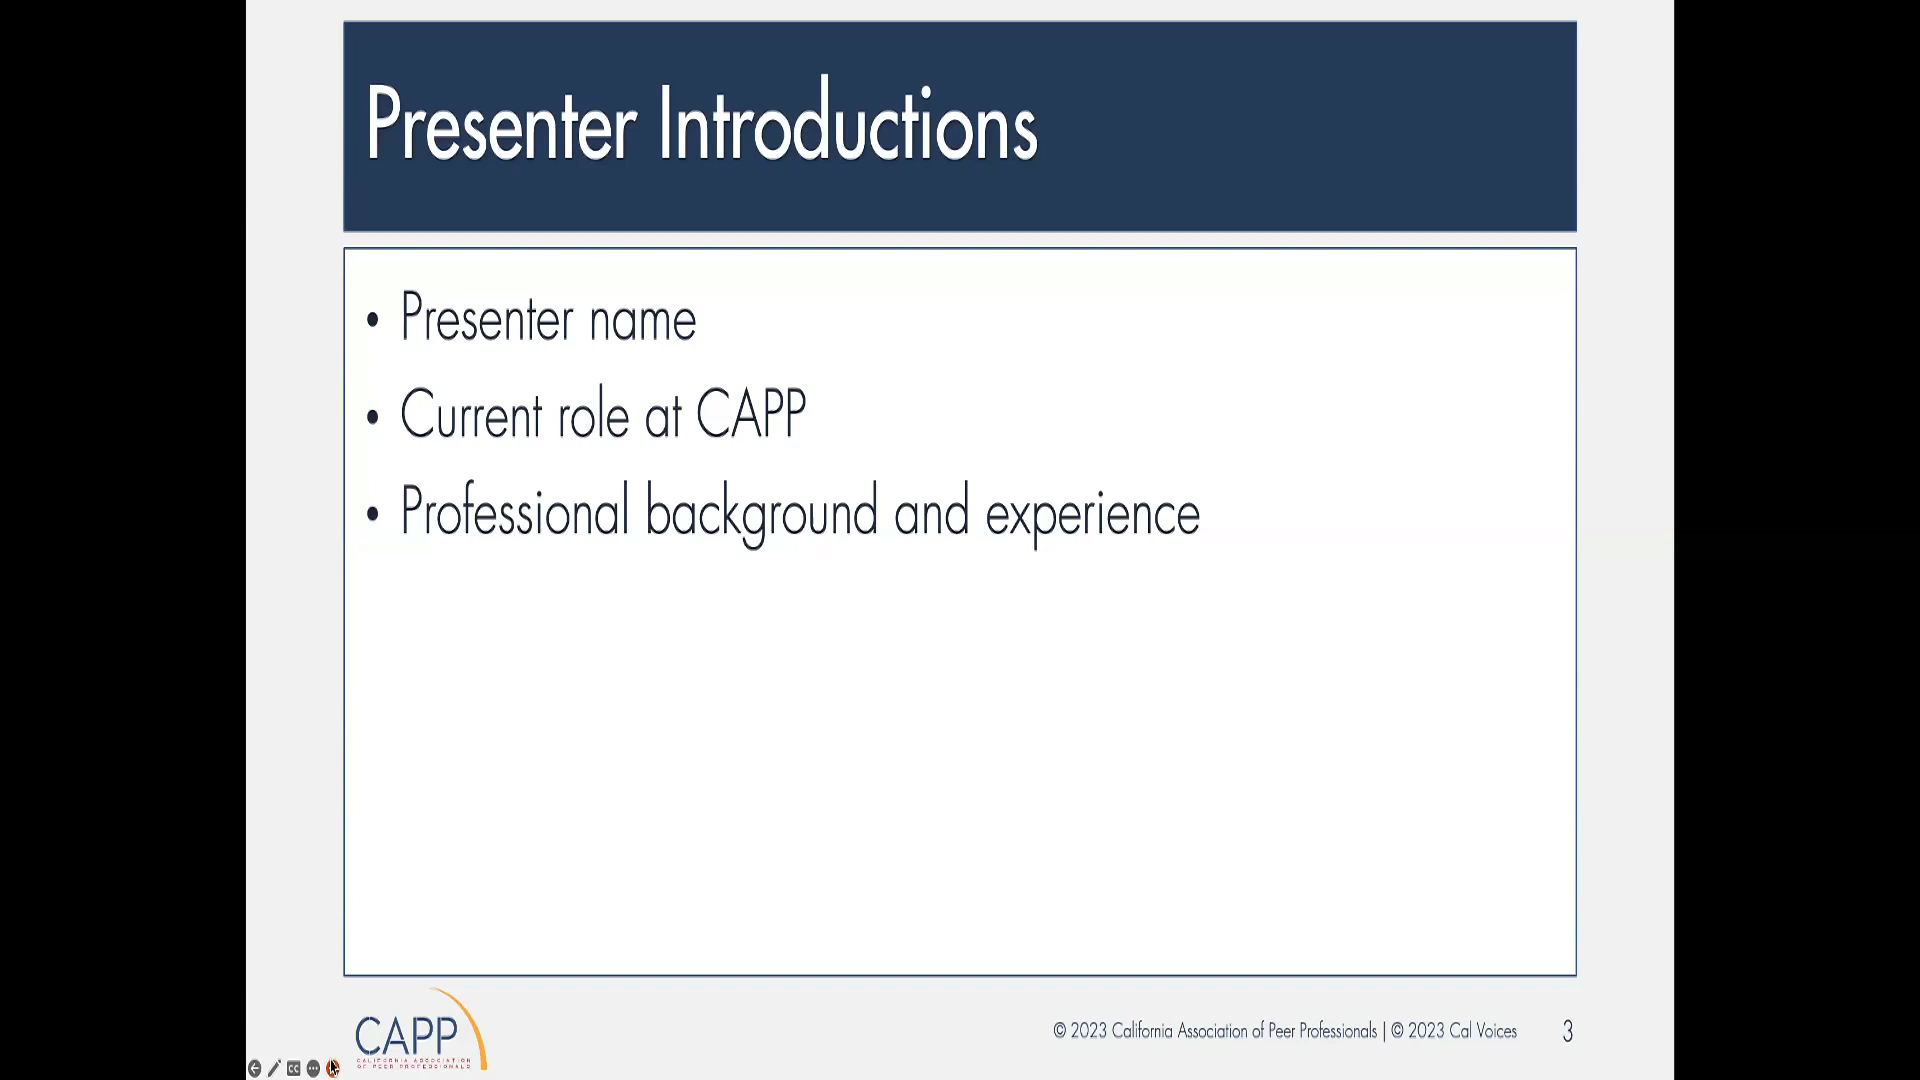 Presenter Introductions
• Presenter name
• Current role at CAPP
• Professional background and experience
CAPP
CALIFORNIA ASSOCIATION
OF PEER PROFESSIONALS
© 2023 California Association of Peer Professionals | © 2023 Cal Voices
3
CC